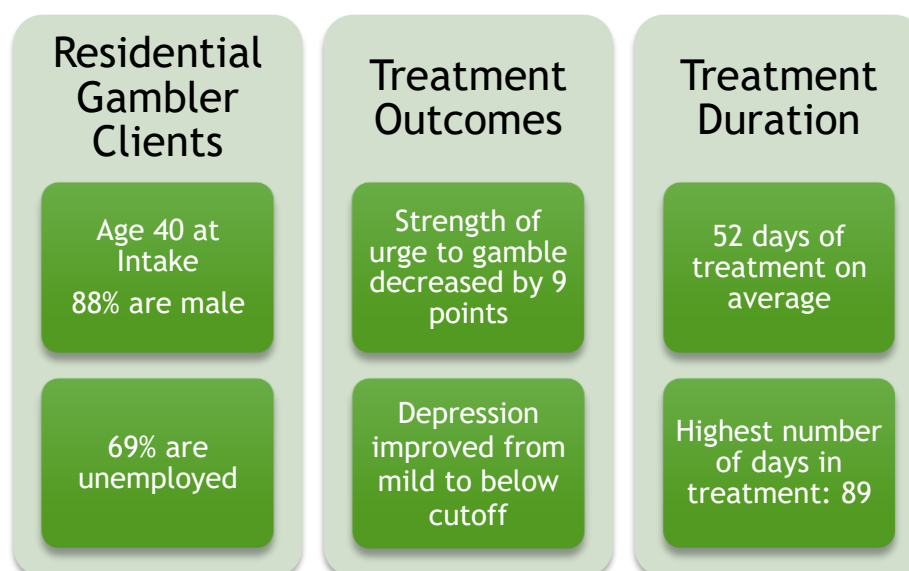 Residential
Gambler
Clients
Age 40 at
Intake
88% are male
69% are
unemployed
Treatment
Outcomes
Strength of
urge to gamble
decreased by 9
points
Depression
improved from
mild to below
cutoff
Treatment
Duration
52 days of
treatment on
average
Highest number
of days in
treatment: 89